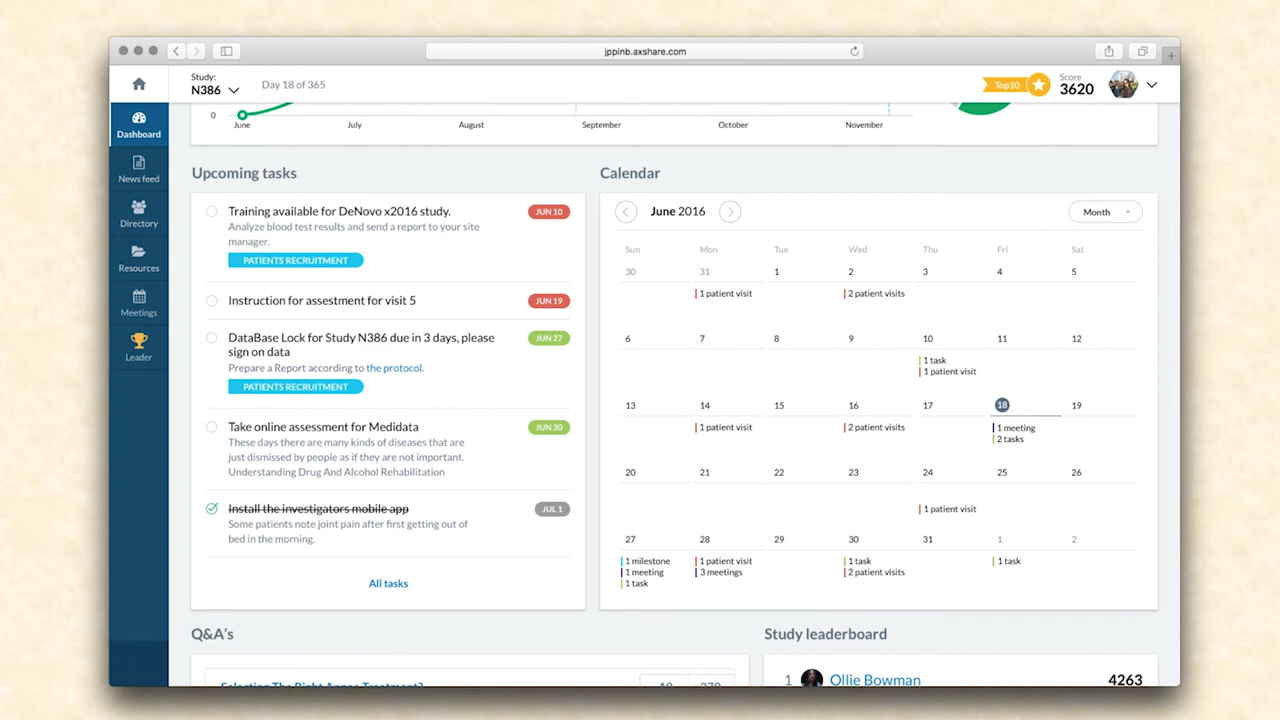 jppinb.axshare.com
Study:
N386
Day 18 of 365
Top10
Score
3620
Dashboard
News feed
Directory
Resources
Meetings
Leader
0
June July August September October November
Upcoming tasks
Training available for DeNovo x2016 study. JUN 10
Analyze blood test results and send a report to your site
manager.
PATIENTS RECRUITMENT
Instruction for assestment for visit 5 JUN 19
DataBase Lock for Study N386 due in 3 days, please JUN 27
sign on data
Prepare a Report according to the protocol.
PATIENTS RECRUITMENT
Take online assessment for Medidata JUN 30
These days there are many kinds of diseases that are
just dismissed by people as if they are not important.
Understanding Drug And Alcohol Rehabilitation
Install the investigators mobile app JUL 1
Some patients note joint pain after first getting out of
bed in the morning.
All tasks
Calendar
June 2016 Month
Sun Mon Tue Wed Thu Fri Sat
30 31 1 2 3 4 5
1 patient visit 2 patient visits
6 7 8 9 10 11 12
1 task
1 patient visit
13 14 15 16 17 18 19
1 patient visit 2 patient visits 1 meeting
2 tasks
20 21 22 23 24 25 26
1 patient visit
27 28 29 30 31 1 2
1 milestone 1 patient visit 1 task 1 task
1 meeting 3 meetings 2 patient visits
1 task
Q&A's
Selecting The Right Treatment?
Study leaderboard
1 Ollie Bowman 4263